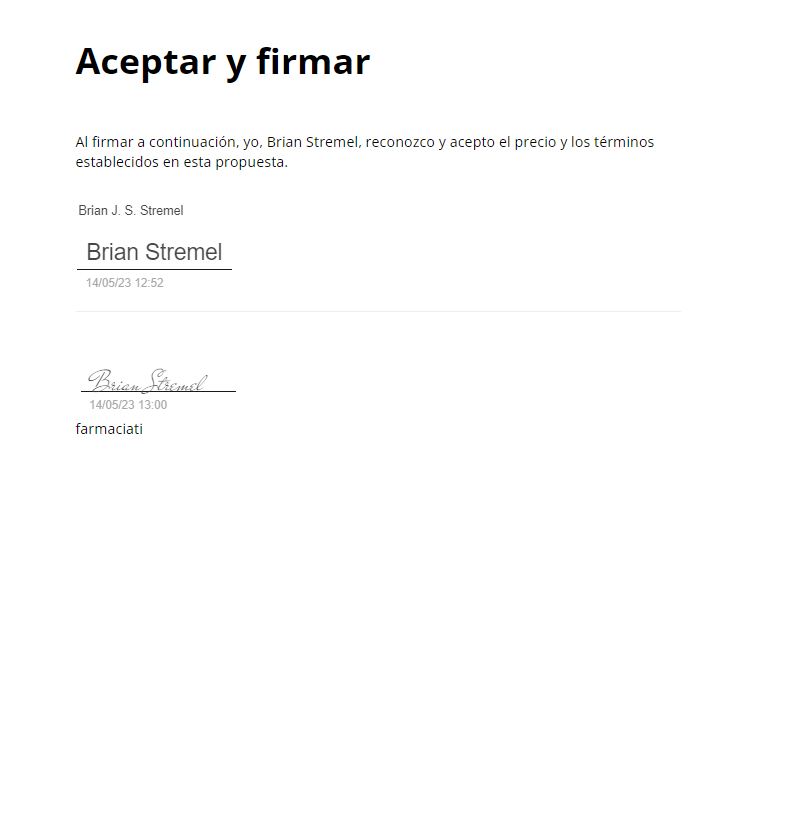 Aceptar y firmar
Al firmar a continuación, yo, Brian Stremel, reconozco y acepto el precio y los términos
establecidos en esta propuesta.
Brian J. S. Stremel
Brian Stremel
14/05/23 12:52
Brian Stremel
14/05/23 13:00
farmaciati